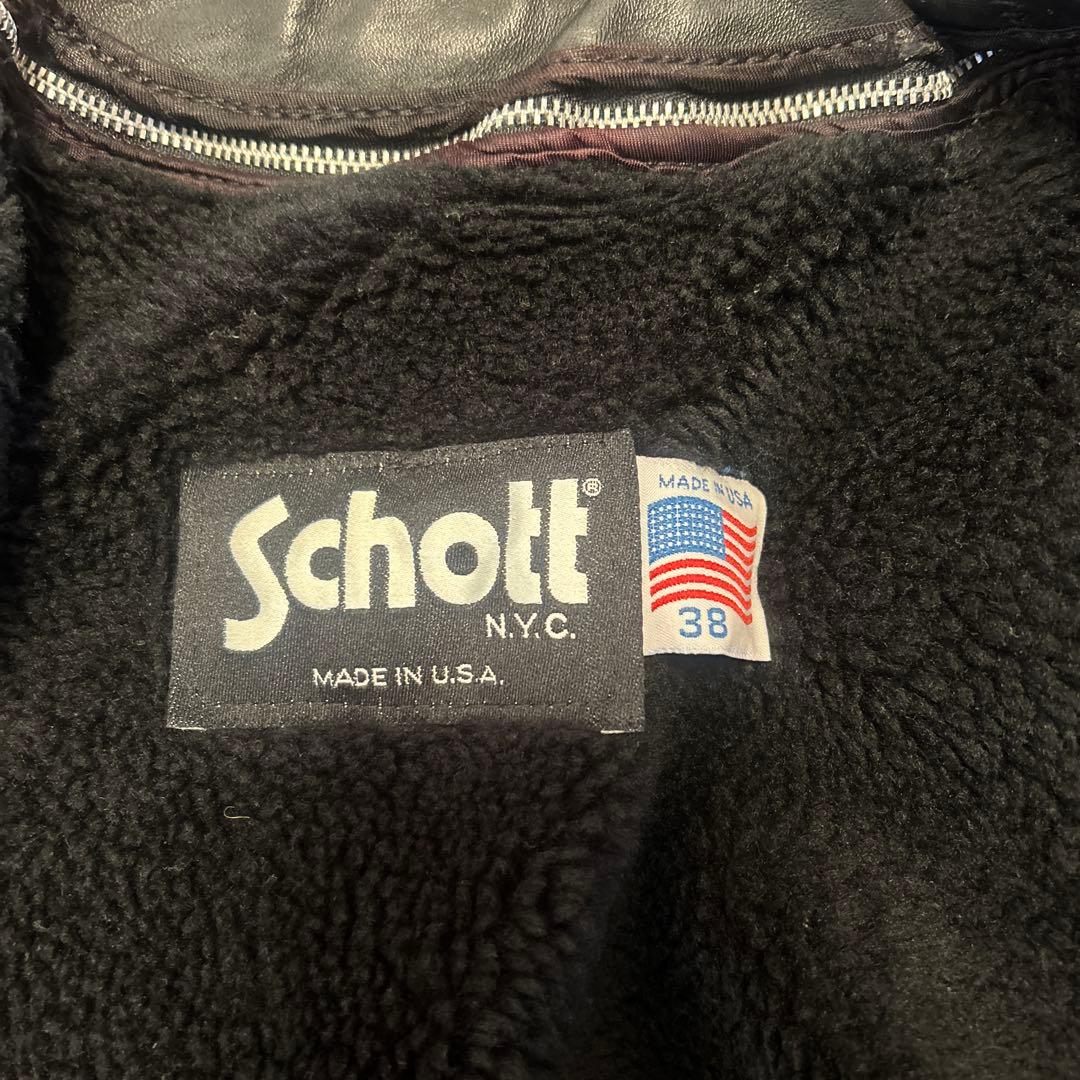 Schott®
N.Y.C.
MADE IN U.S.A.
MADE IN USA
38